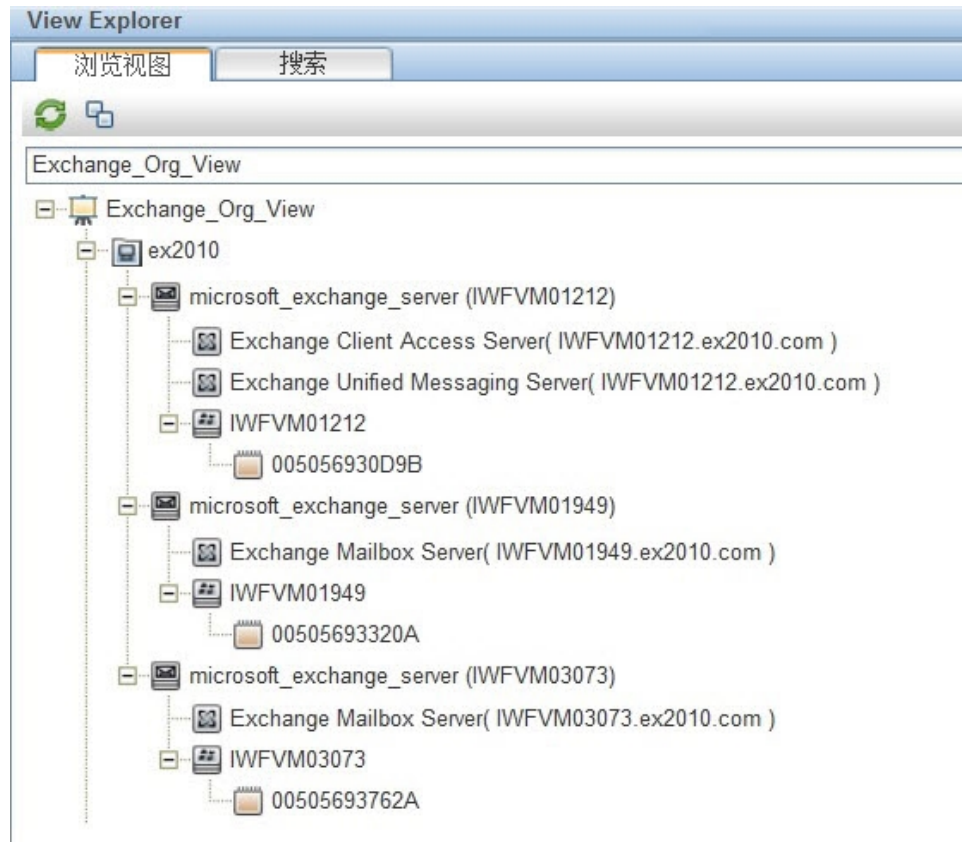 View Explorer
浏览视图
搜索
Exchange_Org_View
Exchange_Org_View
ex2010
microsoft_exchange_server (IWFVM01212)
Exchange Client Access Server( IWFVM01212.ex2010.com )
Exchange Unified Messaging Server( IWFVM01212.ex2010.com )
IWFVM01212
005056930D9B
microsoft_exchange_server (IWFVM01949)
Exchange Mailbox Server( IWFVM01949.ex2010.com )
IWFVM01949
00505693320A
microsoft_exchange_server (IWFVM03073)
Exchange Mailbox Server( IWFVM03073.ex2010.com )
IWFVM03073
00505693762A